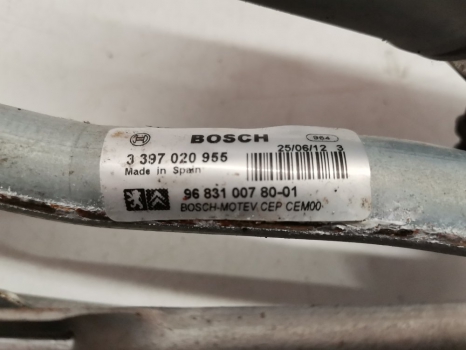 BOSCH 964
3 397 020 955 25/06/12 3
Made in Spain
96 831 007 80-01
BOSCH-MOTEV.CEP CEM00